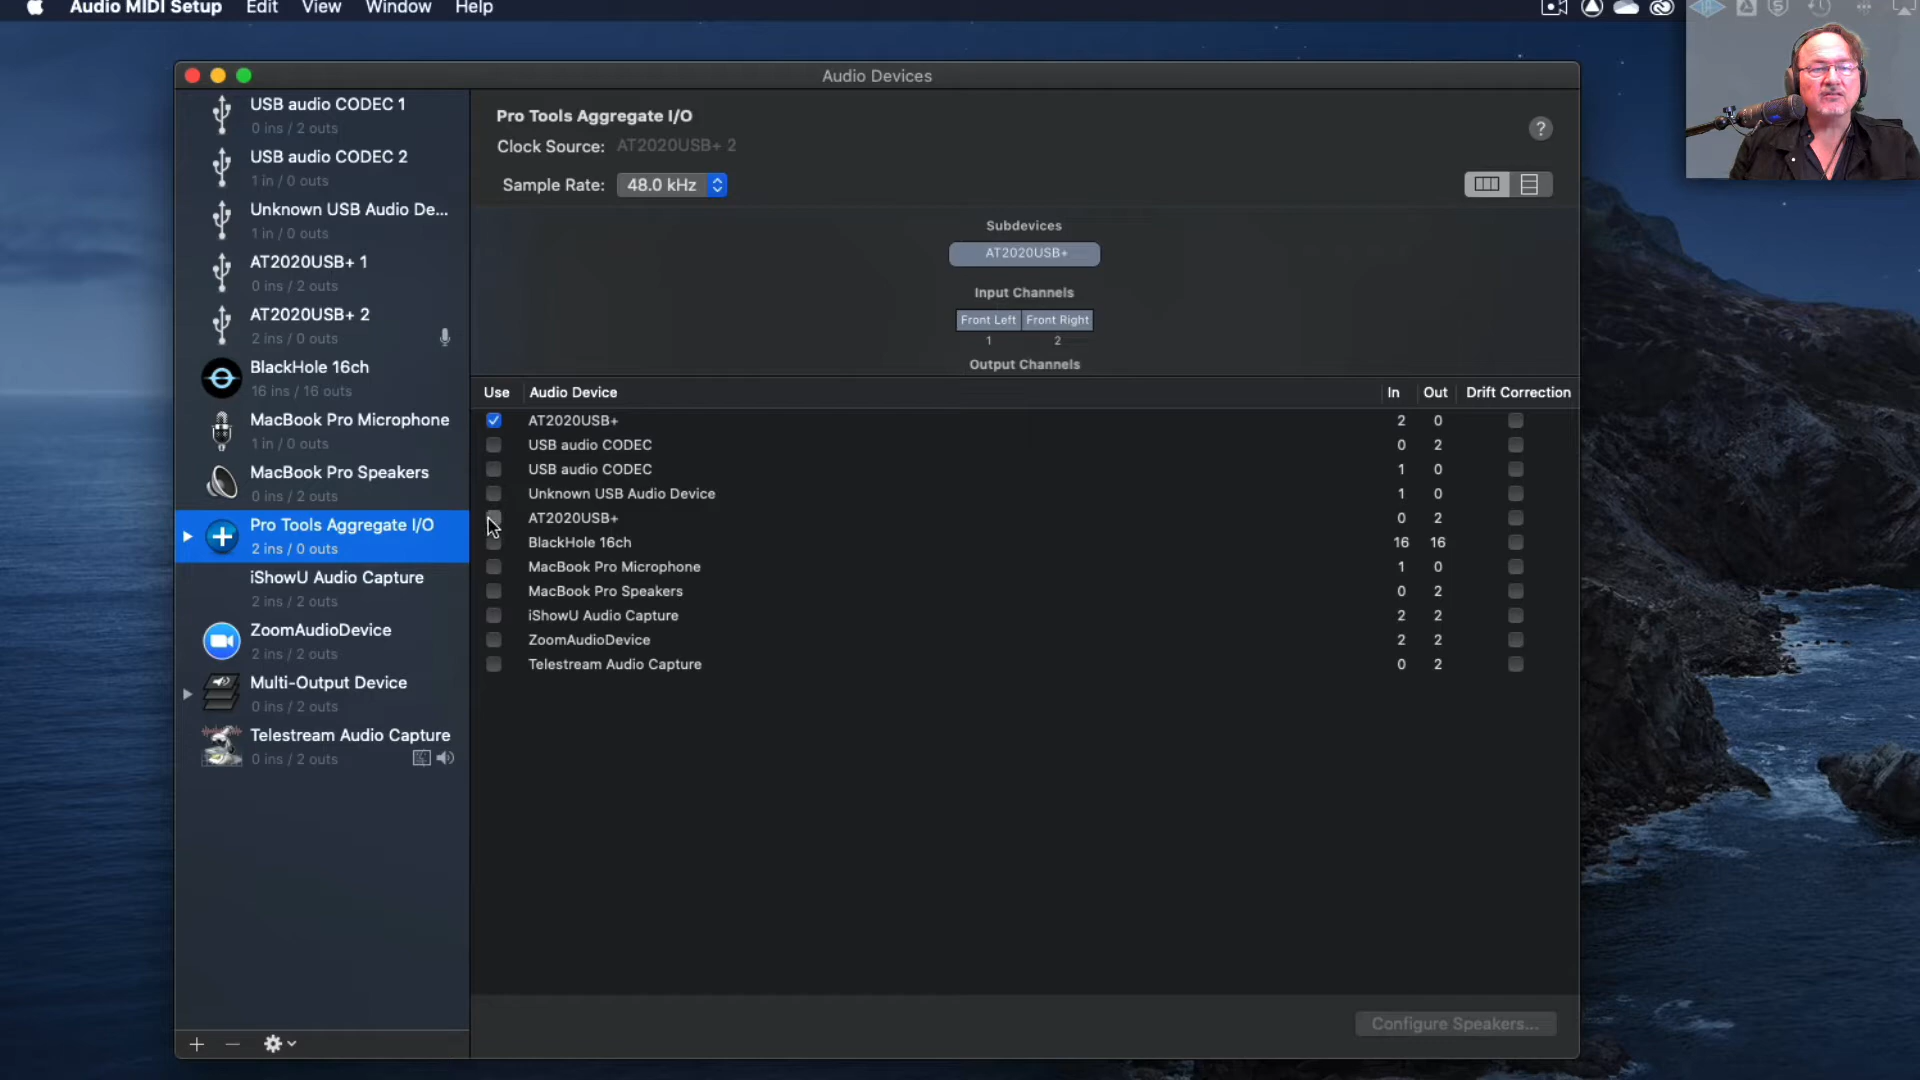 Audio MIDI Setup Edit View Window Help
Audio Devices
USB audio CODEC 1
0 ins / 2 outs
USB audio CODEC 2
1 in / 0 outs
Unknown USB Audio De...
1 in / 0 outs
AT2020USB+ 1
0 ins / 2 outs
AT2020USB+ 2
2 ins / 0 outs
BlackHole 16ch
16 ins / 16 outs
MacBook Pro Microphone
1 in / 0 outs
MacBook Pro Speakers
0 ins / 2 outs
Pro Tools Aggregate I/O
2 ins / 0 outs
iShowU Audio Capture
2 ins / 2 outs
ZoomAudioDevice
2 ins / 2 outs
Multi-Output Device
0 ins / 2 outs
Telestream Audio Capture
0 ins / 2 outs
Pro Tools Aggregate I/O
?
Clock Source: AT2020USB+ 2
Sample Rate: 48.0 kHz
Subdevices
AT2020USB+
Input Channels
Front Left Front Right
1 2
Output Channels
Use Audio Device In Out Drift Correction
AT2020USB+ 2 0
USB audio CODEC 0 2
USB audio CODEC 1 0
Unknown USB Audio Device 1 0
AT2020USB+ 0 2
BlackHole 16ch 16 16
MacBook Pro Microphone 1 0
MacBook Pro Speakers 0 2
iShowU Audio Capture 2 2
ZoomAudioDevice 2 2
Telestream Audio Capture 0 2
Configure Speakers...